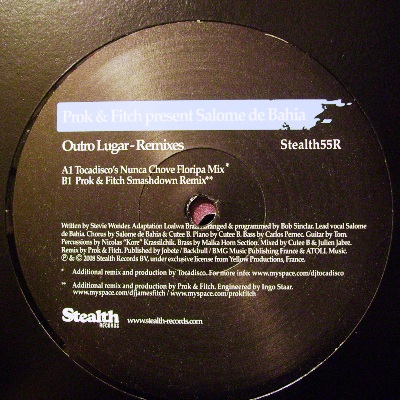 Prok & Fitch present Salome de Bahia
Outro Lugar - Remixes
Stealth55R
A1 Tocadisco's Nunca Chove Floripa Mix*
B1 Prok & Fitch Smashdown Remix**
Written by Stevie Wonder. Adaptation Loalwa Braz. arranged & programmed by Bob Sinclar. Lead vocal Salome
de Bahia. Chorus by Salome de Bahia & Cutee B. Piano by Cutee B. Bass by Carlos Pernec. Guitar by Tom.
Percussions by Nicolas "Kore" Krassilchik. Brass by Malka Horn Section. Mixed by Cutee B & Julien Jabre.
Remix by Prok & Fitch. Published by Jobete / Backbull / BMG Music Publishing France & ATOLL Music.
℗ & © 2008 Stealth Records BV, under exclusive license from Yellow Productions, France.
* Additional remix and production by Tocadisco. For more info: www.myspace.com/djtocadisco
** Additional remix and production by Prok & Fitch. Engineered by Ingo Staar.
www.myspace.com/djjamesfitch / www.myspace.com/prokfitch
Stealth
RECORDS
www.stealth-records.com